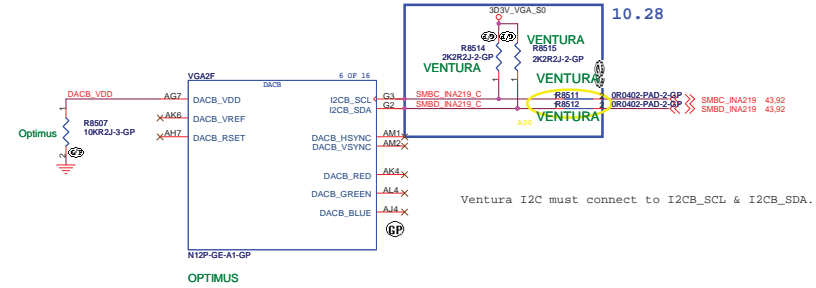 3D3V_VGA_S0
10.28
R8514
2K2R2J-2-GP
VENTURA
R8515
2K2R2J-2-GP
VENTURA
VENTURA
VGA2F
DACB
6 OF 16
DACB_VDD
AG7
DACB_VDD
I2CB_SCL
G3
SMBC_INA219_C
R8511
0R0402-PAD-2-GP
SMBC_INA219 43,92
I2CB_SDA
G2
SMBD_INA219_C
R8512
0R0402-PAD-2-GP
SMBD_INA219 43,92
VENTURA
1
1
1
AK6
DACB_VREF
Optimus
R8507
10KR2J-3-GP
2
AH7
DACB_RSET
DACB_HSYNC
AM1
DACB_VSYNC
AM2
DACB_RED
AK4
DACB_GREEN
AL4
DACB_BLUE
AJ4
GP
Ventura I2C must connect to I2CB_SCL & I2CB_SDA.
N12P-GE-A1-GP
OPTIMUS